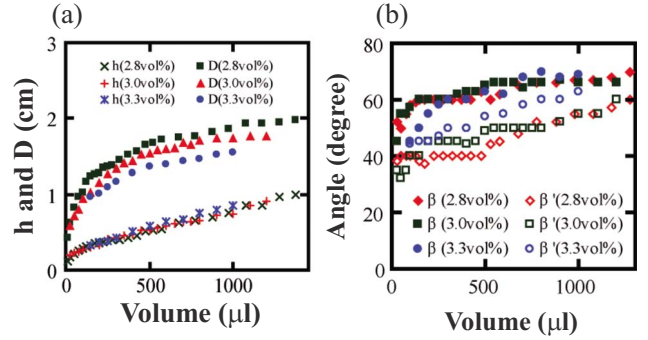 (a)
(b)
h and D (cm)
3
2
1
0
h(2.8vol%) D(2.8vol%)
h(3.0vol%) D(3.0vol%)
h(3.3vol%) D(3.3vol%)
0 500 1000
Volume (μl)
Angle (degree)
80
60
40
20
0
β (2.8vol%) β '(2.8vol%)
β (3.0vol%) β '(3.0vol%)
β (3.3vol%) β '(3.3vol%)
0 500 1000
Volume (μl)